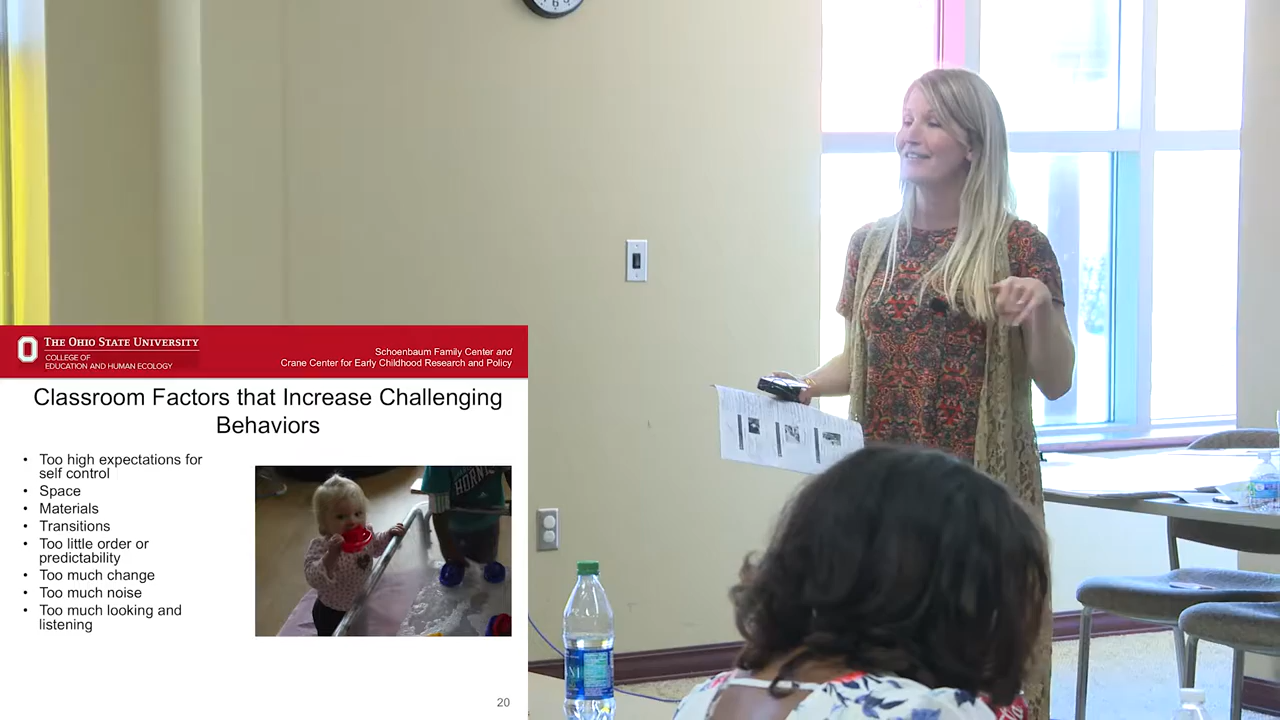 THE OHIO STATE UNIVERSITY
COLLEGE OF
EDUCATION AND HUMAN ECOLOGY
Schoenbaum Family Center and
Crane Center for Early Childhood Research and Policy
Classroom Factors that Increase Challenging
Behaviors
• Too high expectations for
self control
• Space
• Materials
• Transitions
• Too little order or
predictability
• Too much change
• Too much noise
• Too much looking and
listening
HORNE
20